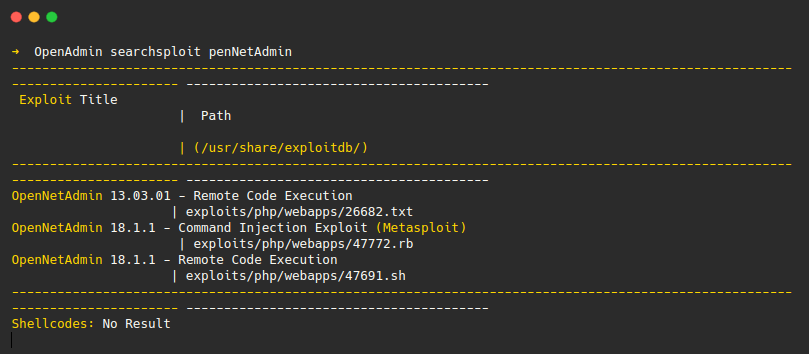 → OpenAdmin searchsploit penNetAdmin
--------------------------------------------------------------------------------------------------------
---------------------- ----------------------------------------
Exploit Title
| Path
| (/usr/share/exploitdb/)
--------------------------------------------------------------------------------------------------------
---------------------- ----------------------------------------
OpenNetAdmin 13.03.01 - Remote Code Execution
| exploits/php/webapps/26682.txt
OpenNetAdmin 18.1.1 - Command Injection Exploit (Metasploit)
| exploits/php/webapps/47772.rb
OpenNetAdmin 18.1.1 - Remote Code Execution
| exploits/php/webapps/47691.sh
--------------------------------------------------------------------------------------------------------
---------------------- ----------------------------------------
Shellcodes: No Result